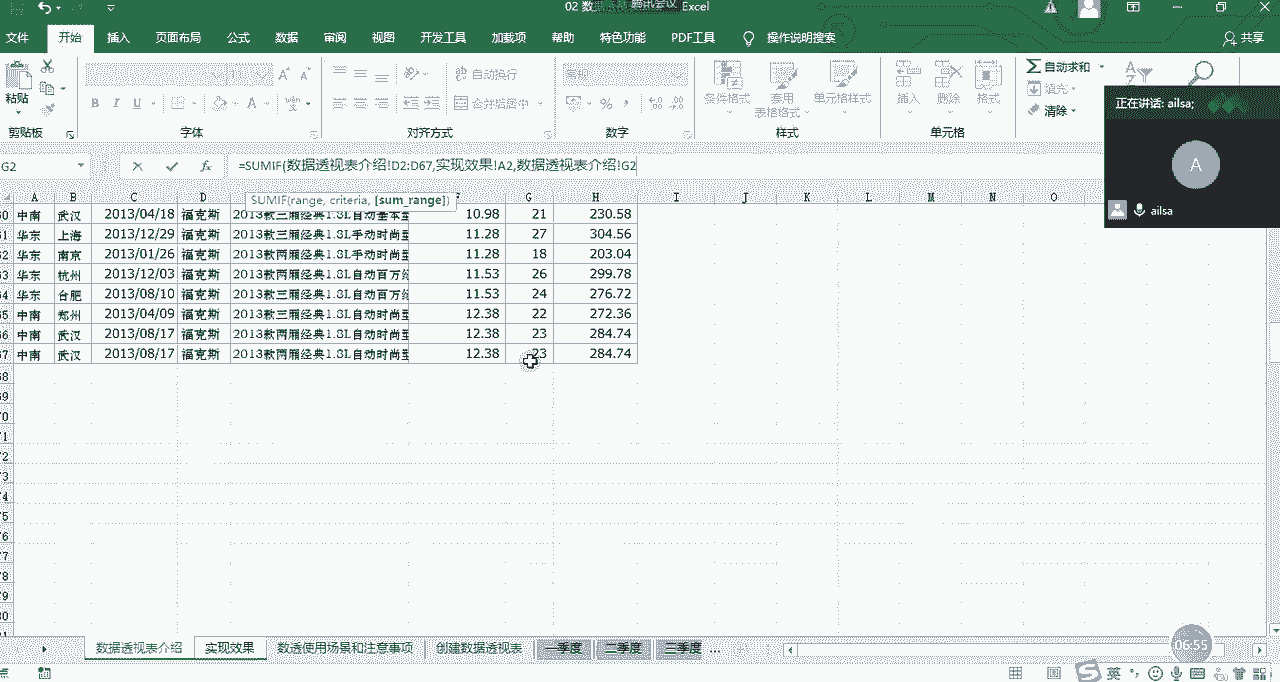 02 数 腾讯会议 Excel
文件 开始 插入 页面布局 公式 数据 审阅 视图 开发工具 加载项 帮助 特色功能 PDF工具 操作说明搜索 共享
粘贴 B I U A A A 自动换行 合并后居中 常规 % 条件格式 套用 表格格式 单元格样式 插入 删除 格式 自动求和 填充 清除
剪贴板 字体 对齐方式 数字 样式 单元格
正在讲话: ailsa;
A
ailsa
G2 fx =SUMIF(数据透视表介绍!D2:D67,实现效果!A2,数据透视表介绍!G2
SUMIF(range, criteria, [sum_range])
A B C D G H I J K L M N O
中南 武汉 2013/04/18 福克斯 2013款三厢经典1.8L自动基本型 10.98 21 230.58
华东 上海 2013/12/29 福克斯 2013款三厢经典1.8L手动时尚型 11.28 27 304.56
华东 南京 2013/01/26 福克斯 2013款两厢经典1.8L手动时尚型 11.28 18 203.04
华东 杭州 2013/12/03 福克斯 2013款两厢经典1.8L自动百万纪 11.53 26 299.78
华东 合肥 2013/08/10 福克斯 2013款三厢经典1.8L自动百万纪 11.53 24 276.72
中南 郑州 2013/04/09 福克斯 2013款三厢经典1.8L自动时尚型 12.38 22 272.36
中南 武汉 2013/08/17 福克斯 2013款两厢经典1.8L自动时尚型 12.38 23 284.74
中南 武汉 2013/08/17 福克斯 2013款两厢经典1.8L自动时尚型 12.38 23 284.74
数据透视表介绍 实现效果 数透使用场景和注意事项 创建数据透视表 一季度 二季度 三季度 ...
06:55
S 英